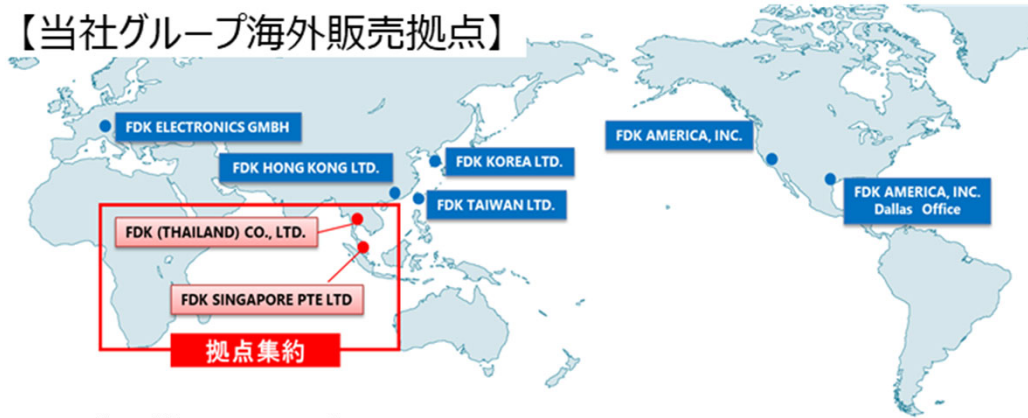 【当社グループ海外販売拠点】
FDK ELECTRONICS GMBH
FDK HONG KONG LTD.
FDK KOREA LTD.
FDK TAIWAN LTD.
FDK AMERICA, INC.
FDK AMERICA, INC.
Dallas Office
FDK (THAILAND) CO., LTD.
FDK SINGAPORE PTE LTD
拠点集約